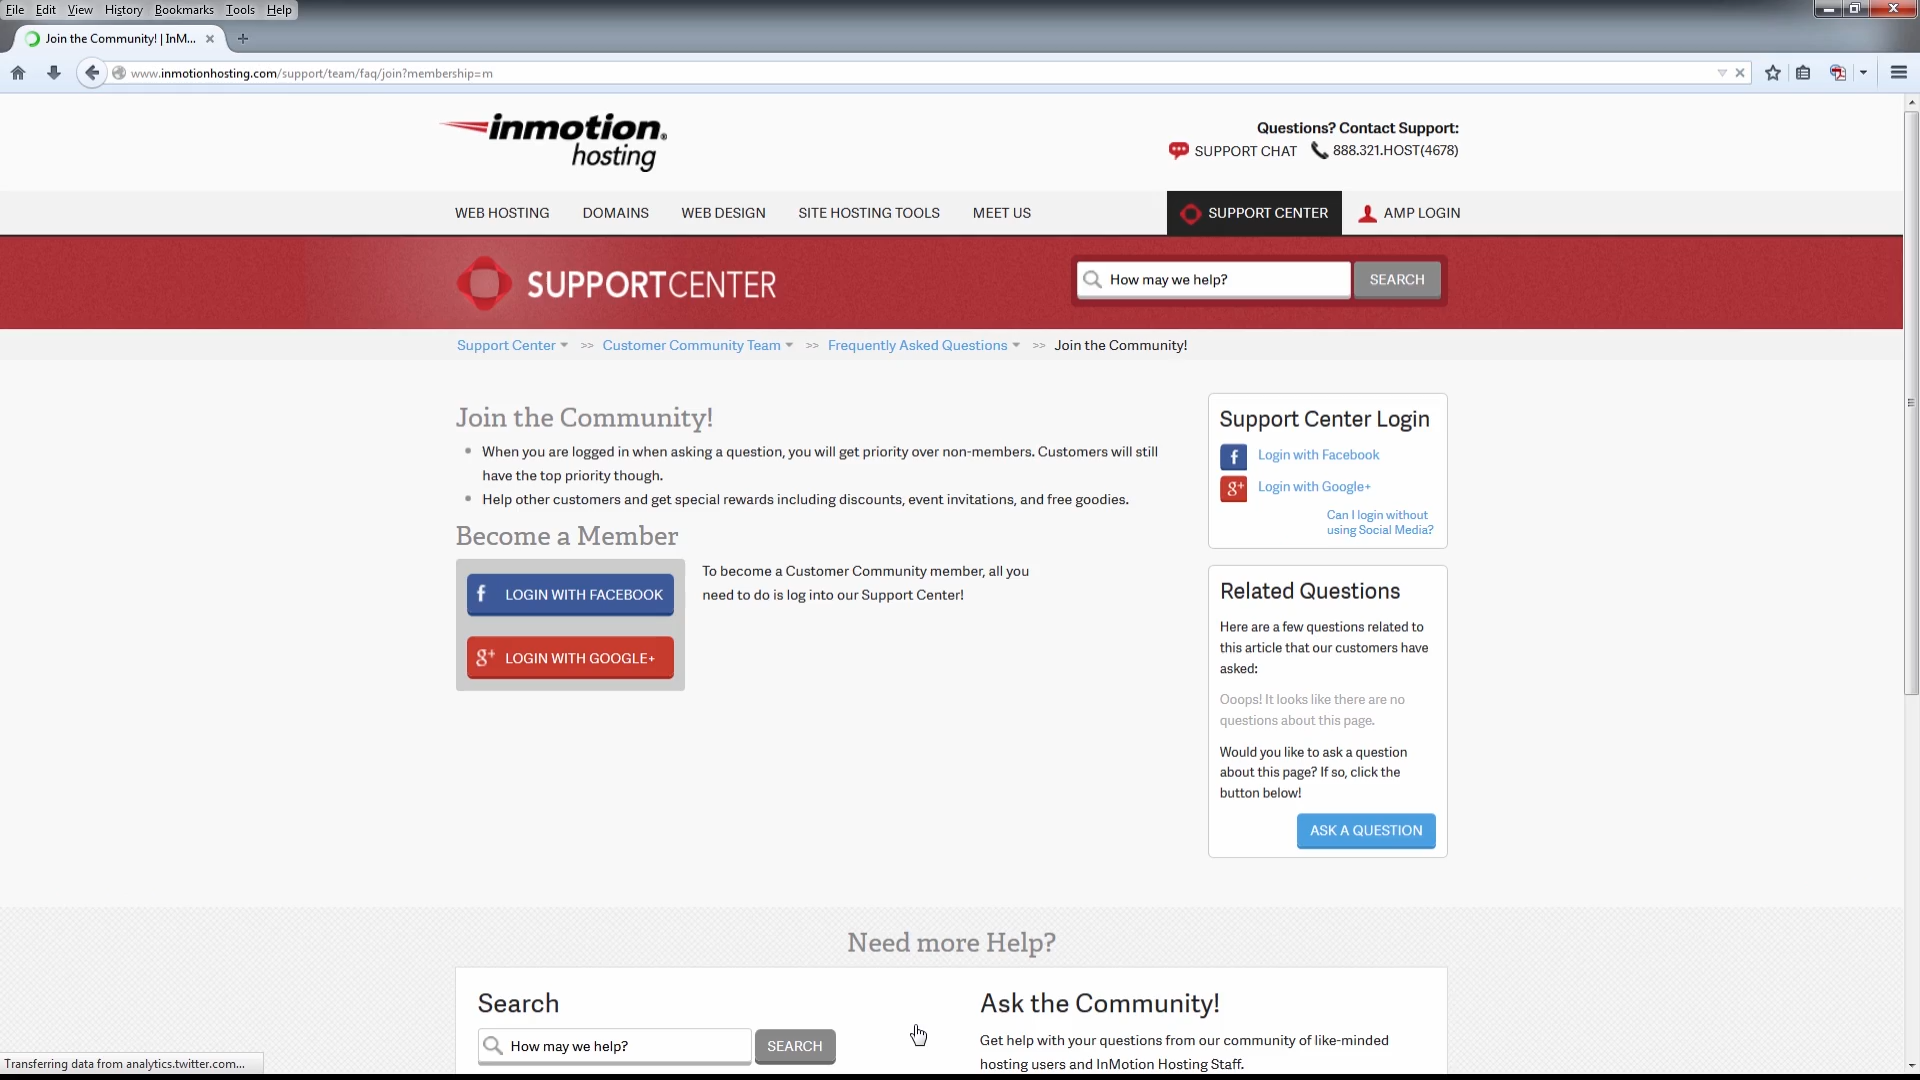 File Edit View History Bookmarks Tools Help
Join the Community! | InM...
www.inmotionhosting.com/support/team/faq/join?membership=m
inmotion®
hosting
Questions? Contact Support:
SUPPORT CHAT 888.321.HOST(4678)
WEB HOSTING DOMAINS WEB DESIGN SITE HOSTING TOOLS MEET US SUPPORT CENTER AMP LOGIN
SUPPORTCENTER
How may we help? SEARCH
Support Center >> Customer Community Team >> Frequently Asked Questions >> Join the Community!
Join the Community!
When you are logged in when asking a question, you will get priority over non-members. Customers will still
have the top priority though.
Help other customers and get special rewards including discounts, event invitations, and free goodies.
Become a Member
f LOGIN WITH FACEBOOK
g+ LOGIN WITH GOOGLE+
To become a Customer Community member, all you
need to do is log into our Support Center!
Support Center Login
f Login with Facebook
g+ Login with Google+
Can I login without
using Social Media?
Related Questions
Here are a few questions related to
this article that our customers have
asked:
Ooops! It looks like there are no
questions about this page.
Would you like to ask a question
about this page? If so, click the
button below!
ASK A QUESTION
Need more Help?
Search
How may we help? SEARCH
Ask the Community!
Get help with your questions from our community of like-minded
hosting users and InMotion Hosting Staff.
Transferring data from analytics.twitter.com...